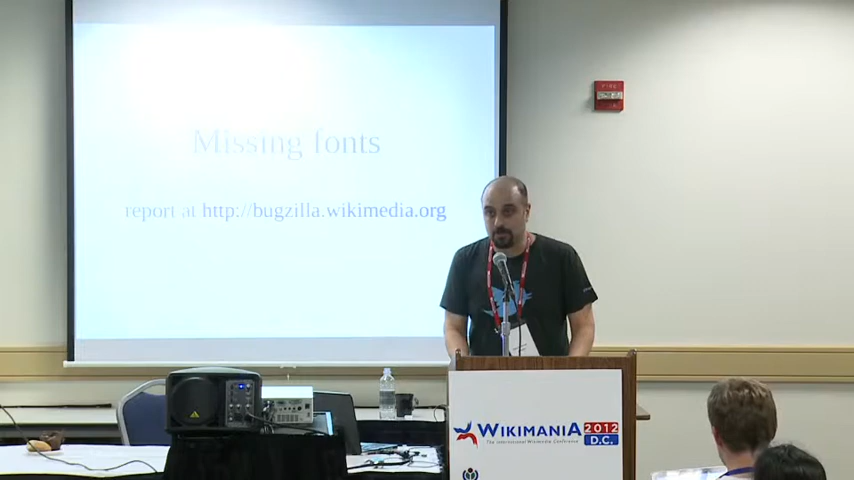 Missing fonts
report at http://bugzilla.wikimedia.org
WIKIMANIA 2012
The International Wikimedia Conference D.C.